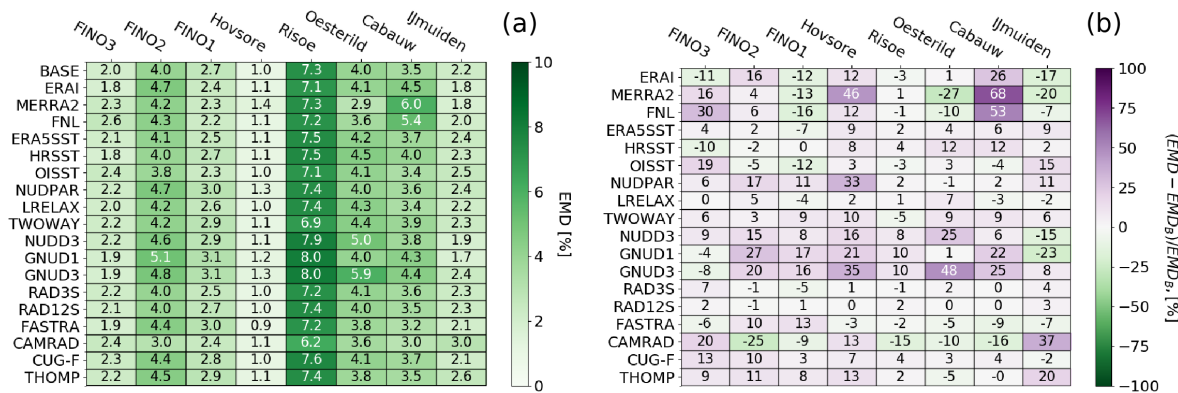 (a)
FINO3 FINO2 FINO1 Hovsore Risoe Oesterild Cabauw IJmuiden
BASE 2.0 4.0 2.7 1.0 7.3 4.0 3.5 2.2
ERAI 1.8 4.7 2.4 1.1 7.1 4.1 4.5 1.8
MERRA2 2.3 4.2 2.3 1.4 7.3 2.9 6.0 1.8
FNL 2.6 4.3 2.2 1.1 7.2 3.6 5.4 2.0
ERA5SST 2.1 4.1 2.5 1.1 7.5 4.2 3.7 2.4
HRSST 1.8 4.0 2.7 1.1 7.5 4.5 4.0 2.3
OISST 2.4 3.8 2.3 1.0 7.1 4.1 3.4 2.5
NUDPAR 2.2 4.7 3.0 1.3 7.4 4.0 3.6 2.4
LRELAX 2.0 4.2 2.6 1.0 7.4 4.3 3.4 2.2
TWOWAY 2.2 4.2 2.9 1.1 6.9 4.4 3.9 2.3
NUDD3 2.2 4.6 2.9 1.1 7.9 5.0 3.8 1.9
GNUD1 1.9 5.1 3.1 1.2 8.0 4.0 4.3 1.7
GNUD3 1.9 4.8 3.1 1.3 8.0 5.9 4.4 2.4
RAD3S 2.2 4.0 2.5 1.0 7.2 4.1 3.6 2.3
RAD12S 2.1 4.0 2.7 1.0 7.4 4.0 3.5 2.3
FASTRA 1.9 4.4 3.0 0.9 7.2 3.8 3.2 2.1
CAMRAD 2.4 3.0 2.4 1.1 6.2 3.6 3.0 3.0
CUG-F 2.3 4.4 2.8 1.0 7.6 4.1 3.7 2.1
THOMP 2.2 4.5 2.9 1.1 7.4 3.8 3.5 2.6
10
8
6
4
2
0
EMD [%]
(b)
FINO3 FINO2 FINO1 Hovsore Risoe Oesterild Cabauw IJmuiden
ERAI -11 16 -12 12 -3 1 26 -17
MERRA2 16 4 -13 46 1 -27 68 -20
FNL 30 6 -16 12 -1 -10 53 -7
ERA5SST 4 2 -7 9 2 4 6 9
HRSST -10 -2 0 8 4 12 12 2
OISST 19 -5 -12 3 -3 3 -4 15
NUDPAR 6 17 11 33 2 -1 2 11
LRELAX 0 5 -4 2 1 7 -3 -2
TWOWAY 6 3 9 10 -5 9 9 6
NUDD3 9 15 8 16 8 25 6 -15
GNUD1 -4 27 17 21 10 1 22 -23
GNUD3 -8 20 16 35 10 48 25 8
RAD3S 7 -1 -5 1 -1 2 0 4
RAD12S 2 -1 1 0 2 0 0 3
FASTRA -6 10 13 -3 -2 -5 -9 -7
CAMRAD 20 -25 -9 13 -15 -10 -16 37
CUG-F 13 10 3 7 4 3 4 -2
THOMP 9 11 8 13 2 -5 -0 20
100
75
50
25
0
−25
−50
−75
−100
(EMD − EMD_B)/EMD_B, [%]